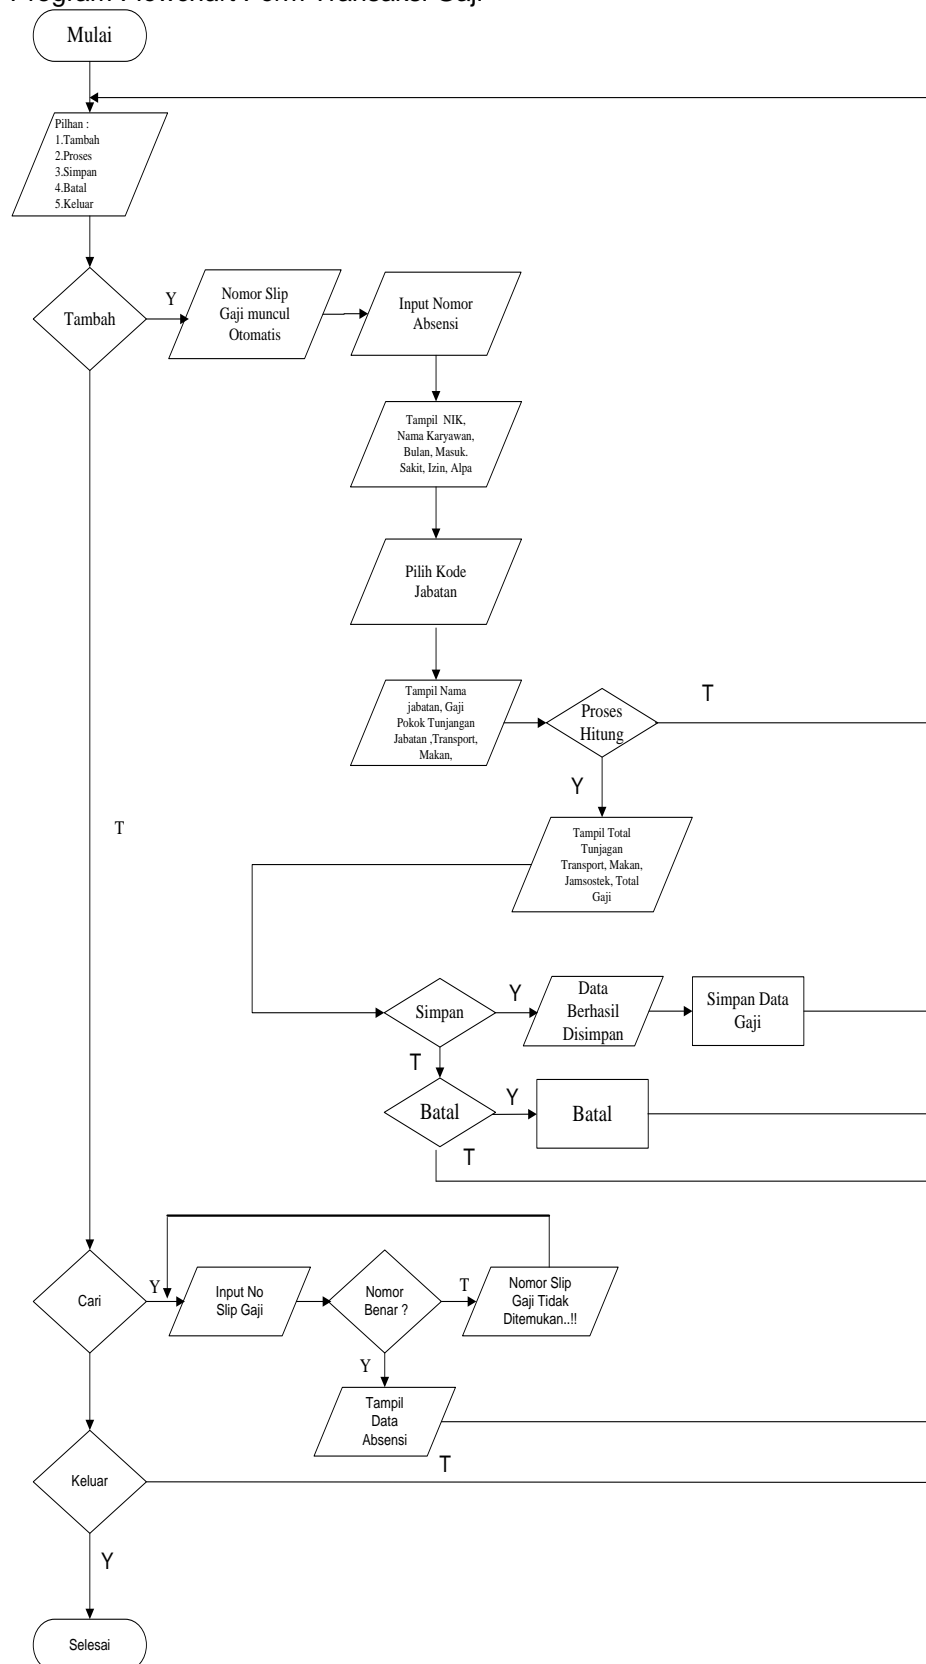 Program Flowchart Form Transaksi Gaji
Mulai
Pilhan :
1.Tambah
2.Proses
3.Simpan
4.Batal
5.Keluar
Tambah
Y
Nomor Slip
Gaji muncul
Otomatis
Input Nomor
Absensi
Tampil NIK,
Nama Karyawan,
Bulan, Masuk.
Sakit, Izin, Alpa
Pilih Kode
Jabatan
Tampil Nama
jabatan, Gaji
Pokok Tunjangan
Jabatan ,Transport,
Makan,
Proses
Hitung
T
Y
T
Tampil Total
Tunjagan
Transport, Makan,
Jamsostek, Total
Gaji
Simpan
Y
Data
Berhasil
Disimpan
Simpan Data
Gaji
T
Batal
Y
Batal
T
Cari
Y
Input No
Slip Gaji
Nomor
Benar ?
T
Nomor Slip
Gaji Tidak
Ditemukan..!!
Y
Tampil
Data
Absensi
T
Keluar
Y
Selesai